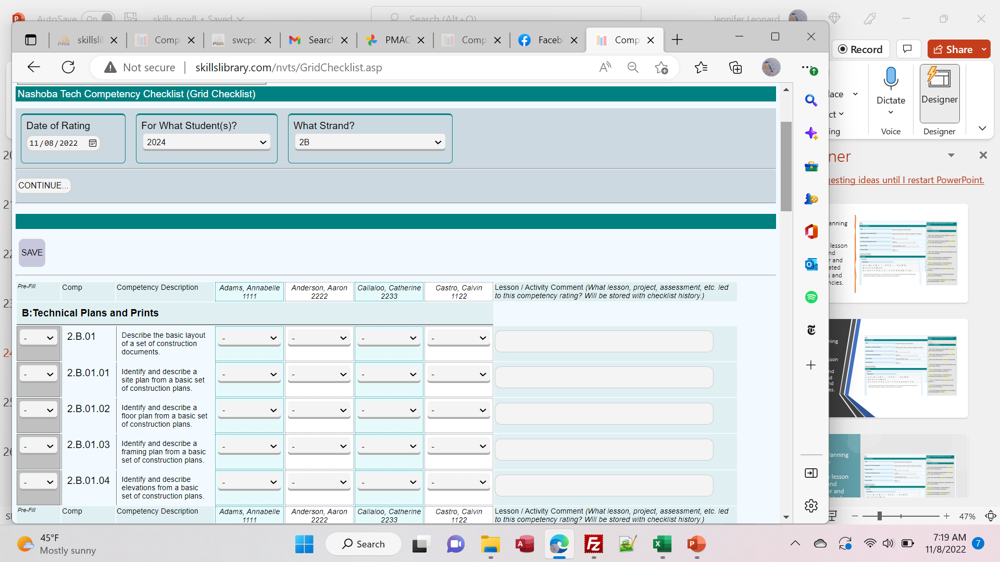 AutoSave On skills_nov8 • Saved Search (Alt+Q) Jennifer Leonard
skillsli Comp swcpc Search PMAC Comp Faceb Comp
Record Share
Not secure skillslibrary.com/nvts/GridChecklist.asp
Dictate Designer
Voice Designer
Nashoba Tech Competency Checklist (Grid Checklist)
Date of Rating For What Student(s)? What Strand?
11/08/2022 2024 2B
gesting ideas until I restart PowerPoint.
CONTINUE...
SAVE
Pre-Fill Comp Competency Description Adams, Annabelle Anderson, Aaron Callaloo, Catherine Castro, Calvin Lesson / Activity Comment (What lesson, project, assessment, etc. led
1111 2222 2233 1122 to this competency rating? Will be stored with checklist history.)
B:Technical Plans and Prints
- 2.B.01 Describe the basic layout - - - -
of a set of construction
documents.
- 2.B.01.01 Identify and describe a - - - -
site plan from a basic set
of construction plans.
- 2.B.01.02 Identify and describe a - - - -
floor plan from a basic set
of construction plans.
- 2.B.01.03 Identify and describe a - - - -
framing plan from a basic
set of construction plans.
- 2.B.01.04 Identify and describe - - - -
elevations from a basic
set of construction plans.
Pre-Fill Comp Competency Description Adams, Annabelle Anderson, Aaron Callaloo, Catherine Castro, Calvin Lesson / Activity Comment (What lesson, project, assessment, etc. led
1111 2222 2233 1122 to this competency rating? Will be stored with checklist history.)
47%
45°F
Mostly sunny
Search
7:19 AM
11/8/2022
7